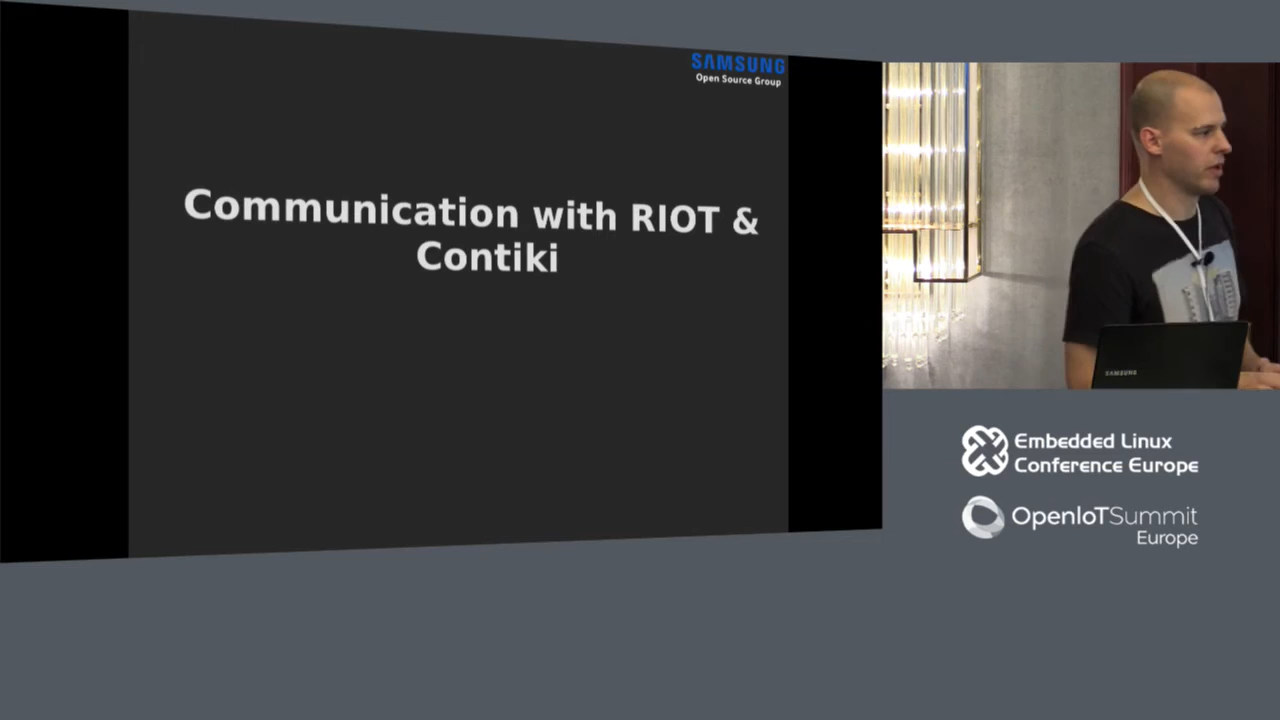 SAMSUNG
Open Source Group
Communication with RIOT &
Contiki
SAMSUNG
Embedded Linux
Conference Europe
OpenIoTSummit
Europe